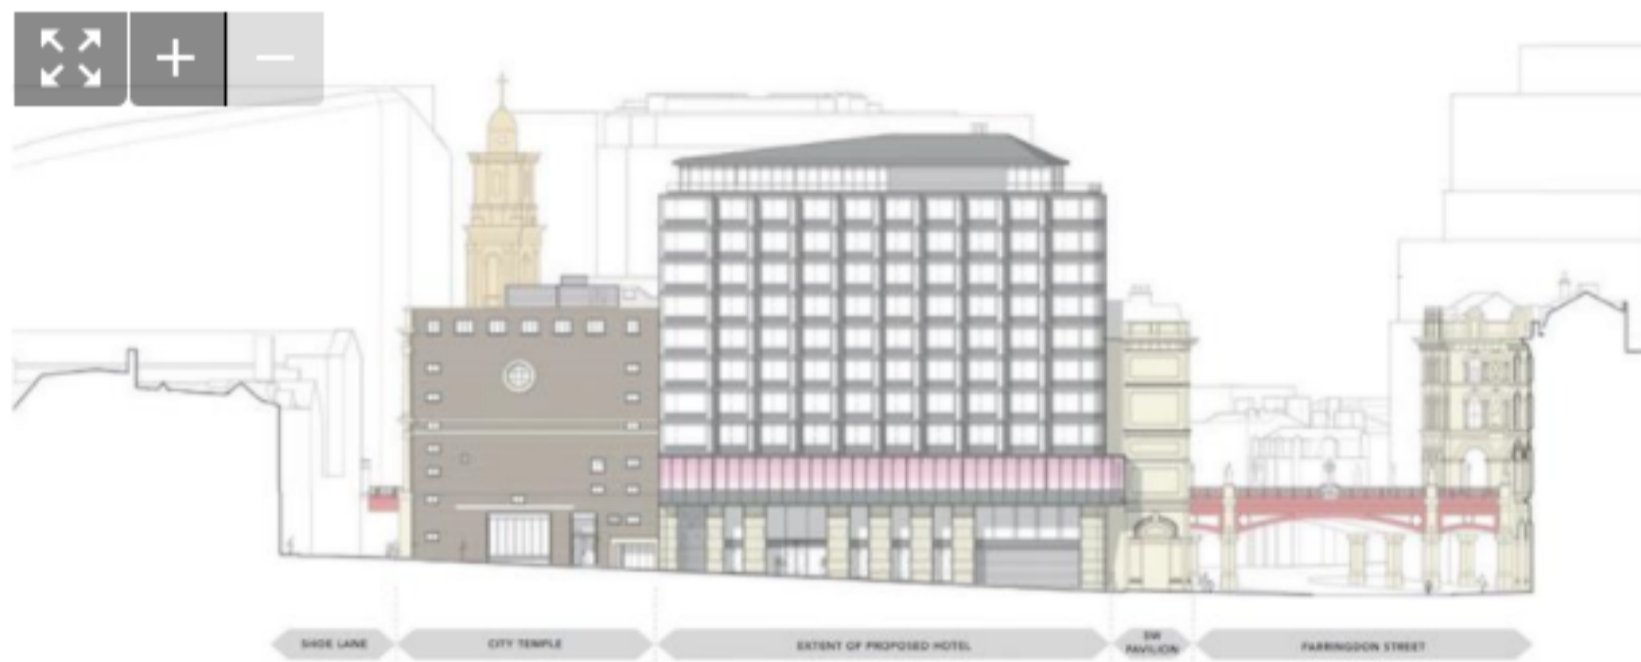 SHOE LANE
CITY TEMPLE
EXTENT OF PROPOSED HOTEL
SW
PAVILION
FARRINGDON STREET